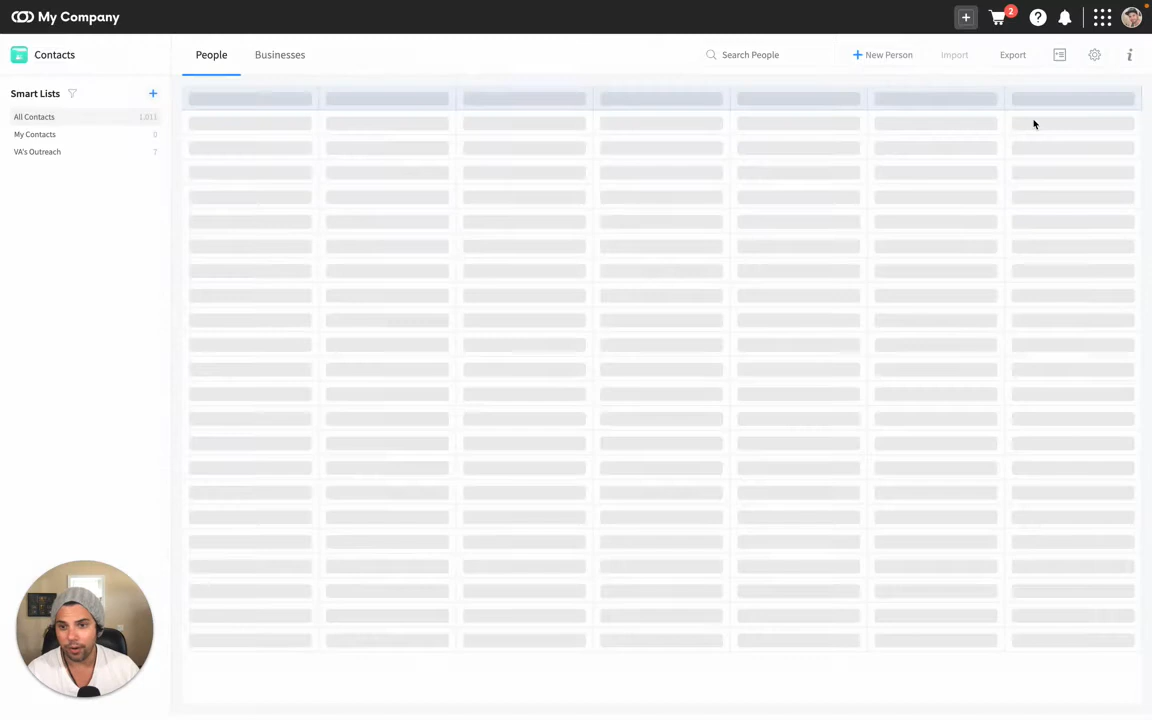 My Company
2
Contacts
People
Businesses
Search People
New Person
Import
Export
Smart Lists
All Contacts
1,011
My Contacts
0
VA's Outreach
7